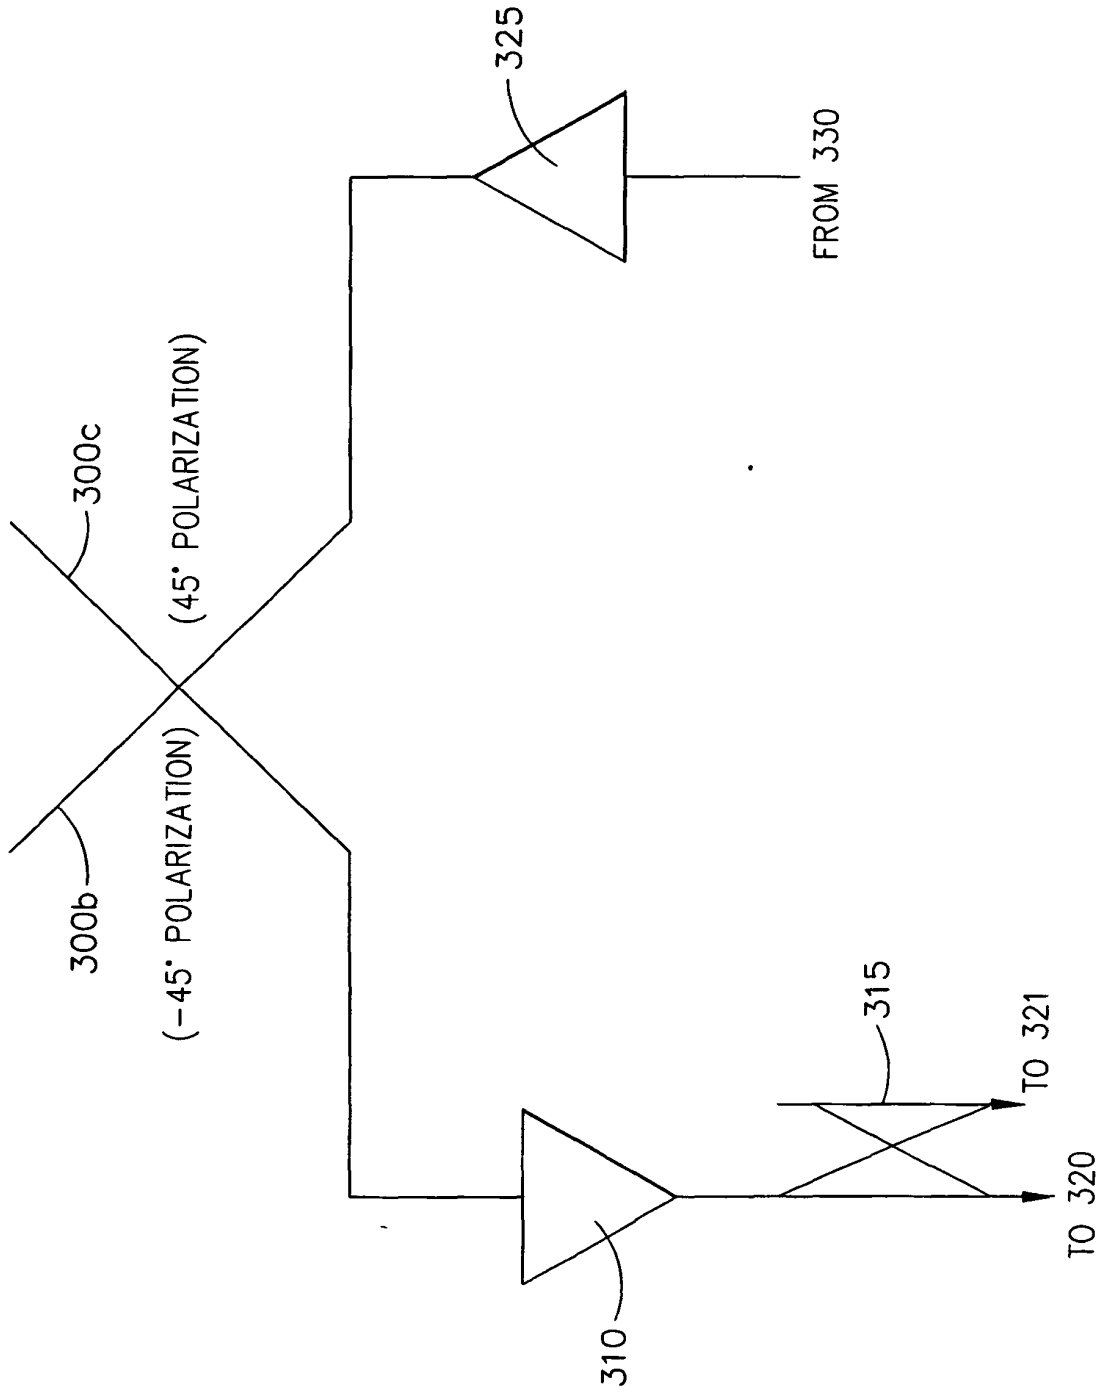 300b
300c
(-45° POLARIZATION)
(45° POLARIZATION)
325
310
315
FROM 330
TO 320
TO 321